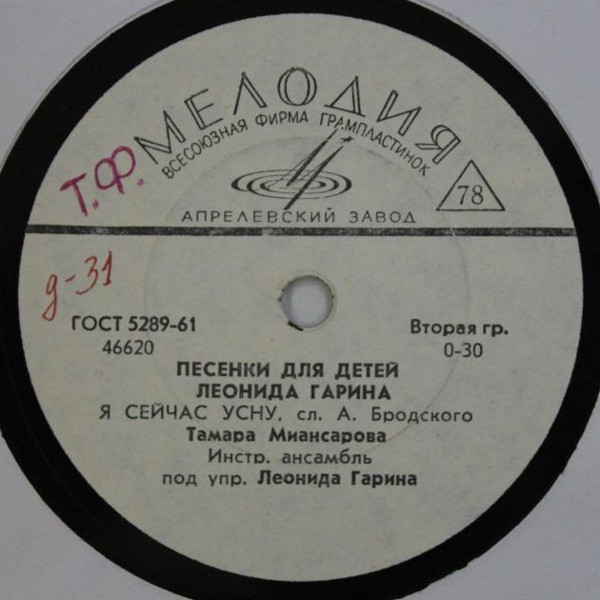 МЕЛОДИЯ
ВСЕСОЮЗНАЯ ФИРМА ГРАМПЛАСТИНОК
Т.Ф.
78
АПРЕЛЕВСКИЙ ЗАВОД
д-31
ГОСТ 5289-61
Вторая гр.
46620
0-30
ПЕСЕНКИ ДЛЯ ДЕТЕЙ
ЛЕОНИДА ГАРИНА
Я СЕЙЧАС УСНУ, сл. А. Бродского
Тамара Миансарова
Инстр. ансамбль
под упр. Леонида Гарина